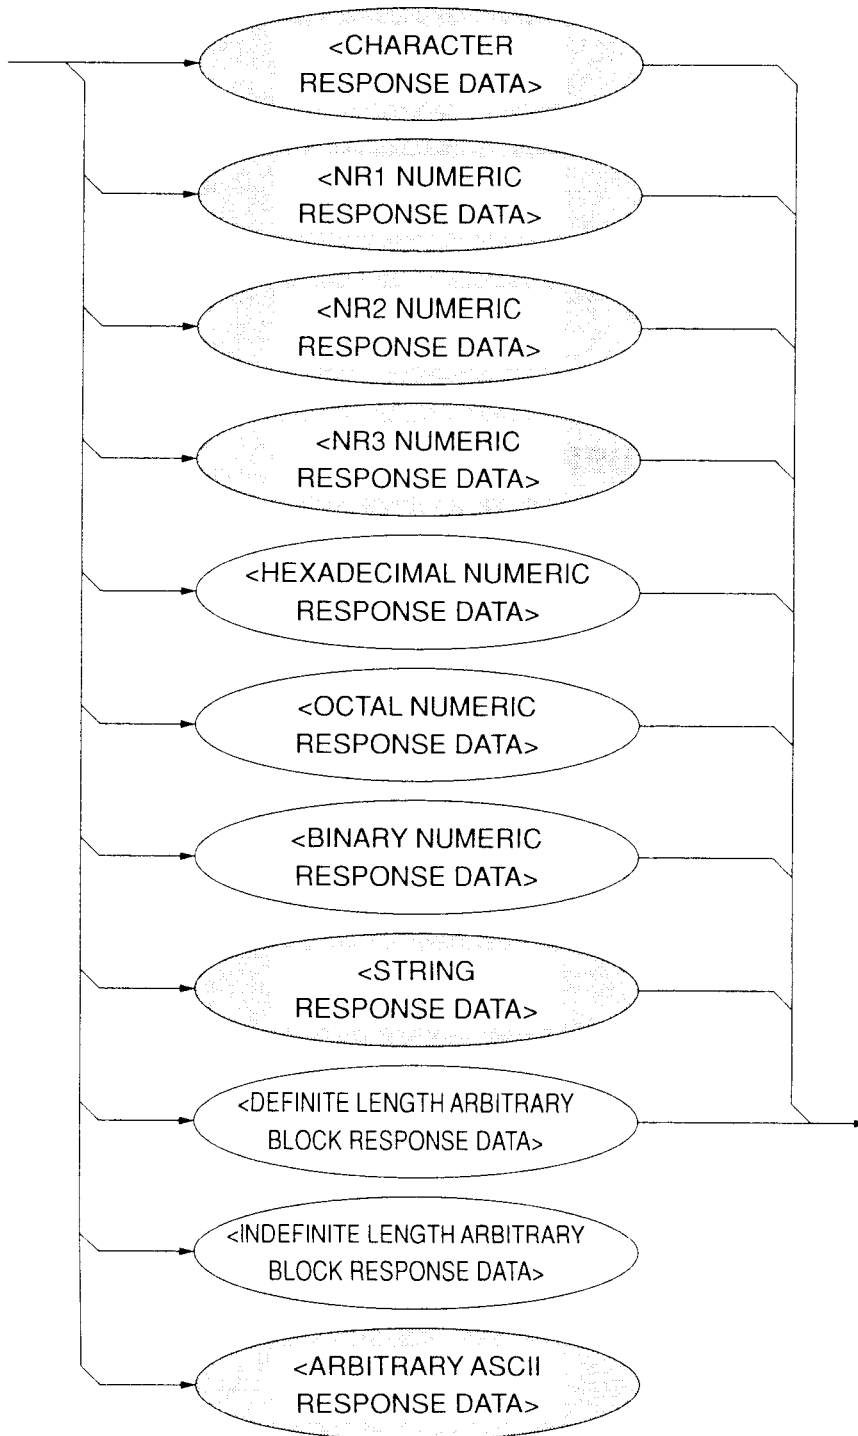 <CHARACTER
RESPONSE DATA>
<NR1 NUMERIC
RESPONSE DATA>
<NR2 NUMERIC
RESPONSE DATA>
<NR3 NUMERIC
RESPONSE DATA>
<HEXADECIMAL NUMERIC
RESPONSE DATA>
<OCTAL NUMERIC
RESPONSE DATA>
<BINARY NUMERIC
RESPONSE DATA>
<STRING
RESPONSE DATA>
<DEFINITE LENGTH ARBITRARY
BLOCK RESPONSE DATA>
<INDEFINITE LENGTH ARBITRARY
BLOCK RESPONSE DATA>
<ARBITRARY ASCII
RESPONSE DATA>